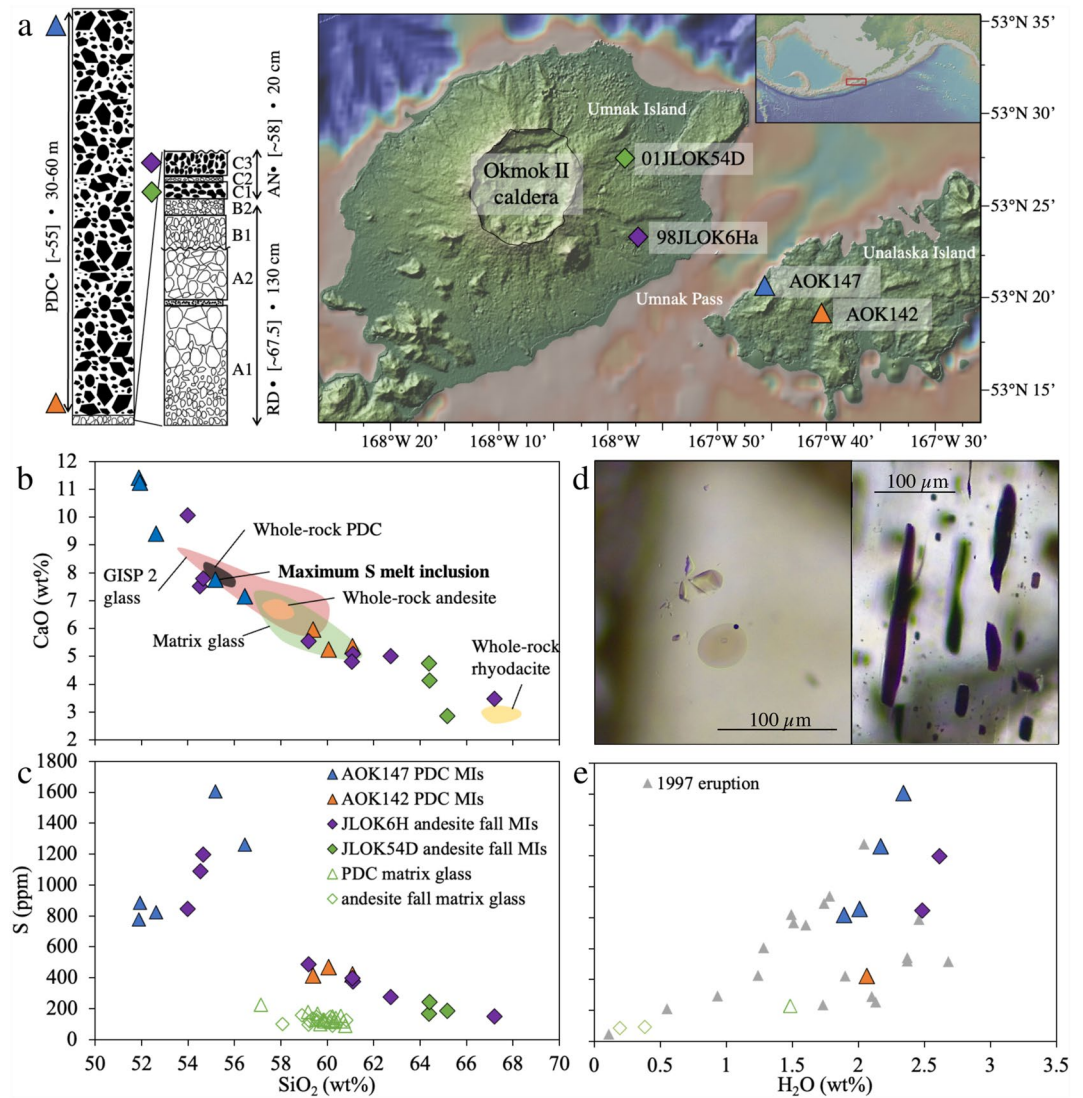 a
PDC• [~55] • 30-60 m
C3
C2
C1
B2
B1
A2
A1
AN• [~58] • 20 cm
RD• [~67.5] • 130 cm
Umnak Island
Okmok II
caldera
01JLOK54D
98JLOK6Ha
Unalaska Island
AOK147
Umnak Pass
AOK142
53°N 35’
53°N 30’
53°N 25’
53°N 20’
53°N 15’
168°W 20’
168°W 10’
168°W
167°W 50’
167°W 40’
167°W 30’
b
CaO (wt%)
12
11
10
9
8
7
6
5
4
3
2
Whole-rock PDC
GISP 2
glass
Maximum S melt inclusion
Whole-rock andesite
Matrix glass
Whole-rock
rhyodacite
d
100 µm
100 µm
c
S (ppm)
1800
1600
1400
1200
1000
800
600
400
200
0
AOK147 PDC MIs
AOK142 PDC MIs
JLOK6H andesite fall MIs
JLOK54D andesite fall MIs
PDC matrix glass
andesite fall matrix glass
50
52
54
56
58
60
62
64
66
68
70
SiO₂ (wt%)
e
1997 eruption
0
0.5
1
1.5
2
2.5
3
3.5
H₂O (wt%)